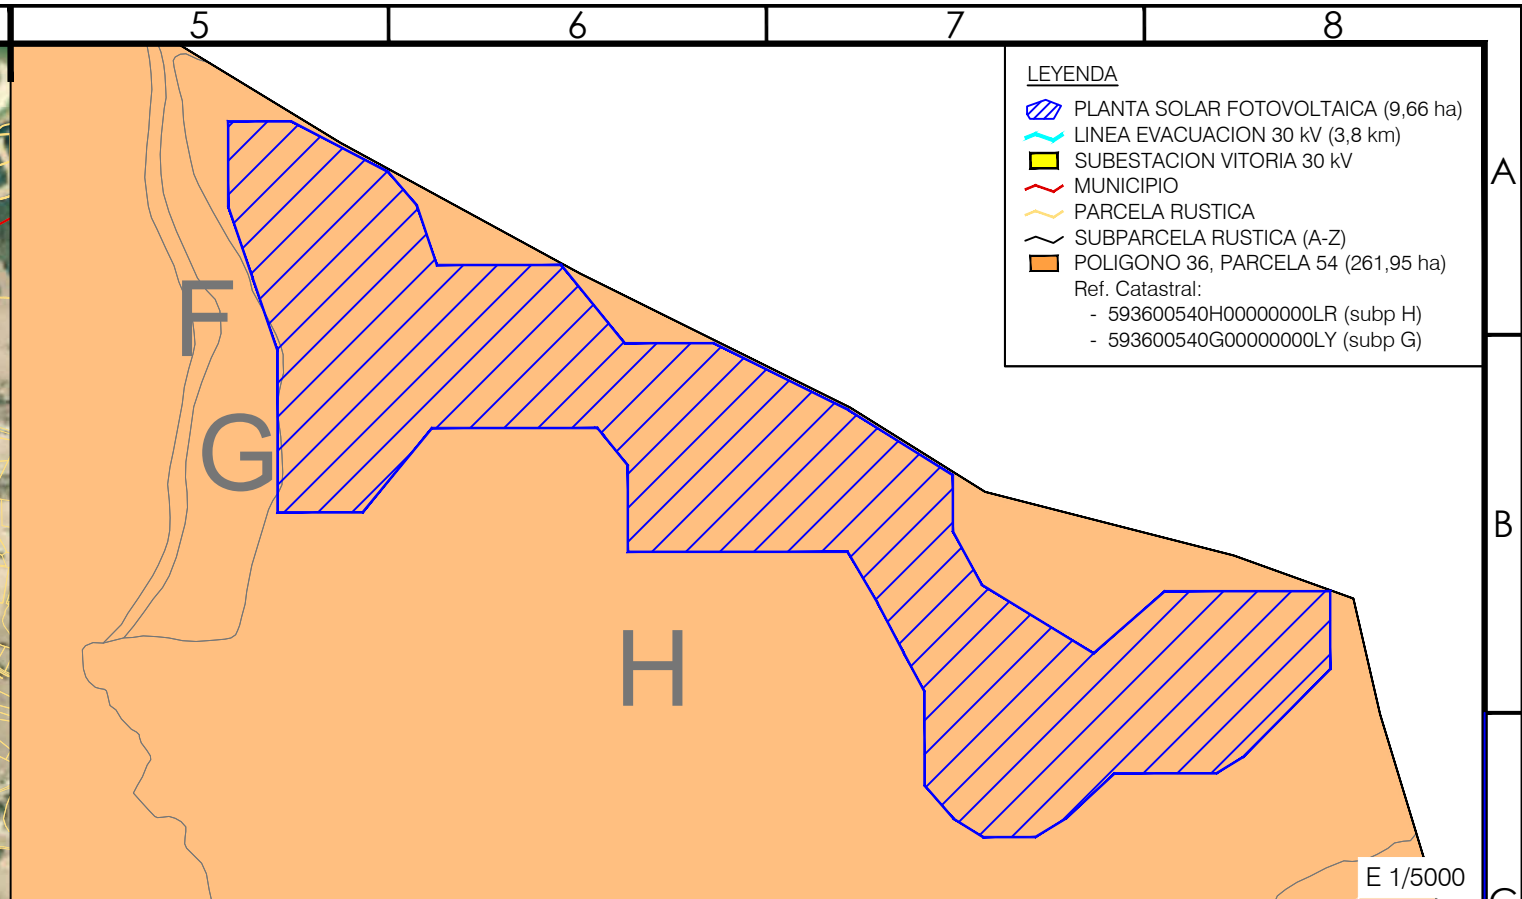 5 6 7 8
LEYENDA
PLANTA SOLAR FOTOVOLTAICA (9,66 ha)
LINEA EVACUACION 30 kV (3,8 km)
SUBESTACION VITORIA 30 kV
MUNICIPIO
PARCELA RUSTICA
SUBPARCELA RUSTICA (A-Z)
POLIGONO 36, PARCELA 54 (261,95 ha)
Ref. Catastral:
- 593600540H00000000LR (subp H)
- 593600540G00000000LY (subp G)
A
F
G
B
H
E 1/5000